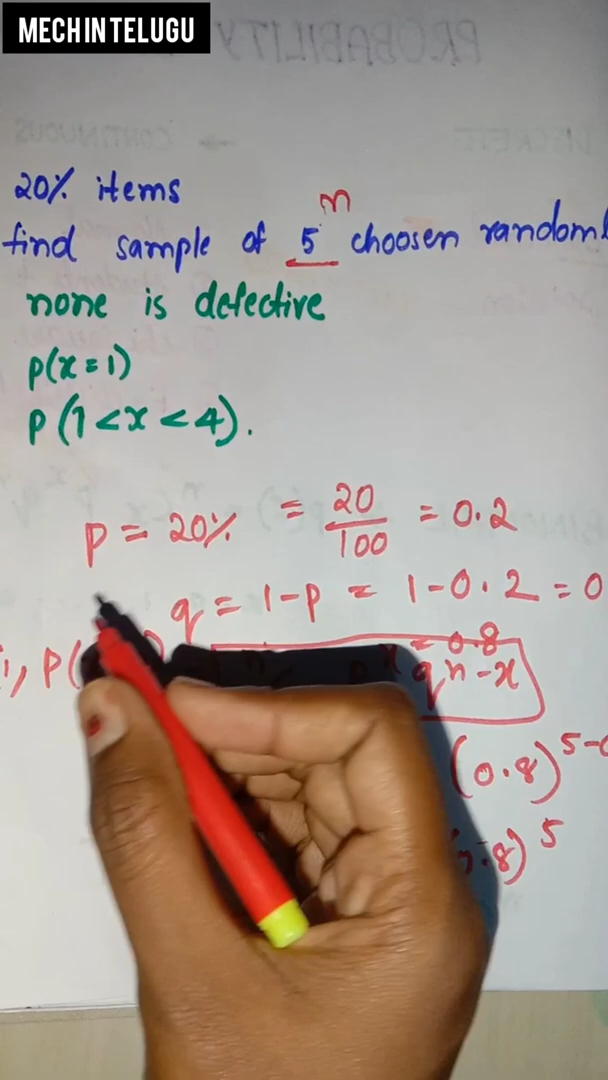 MECH IN TELUGU
20% items
n
find sample of 5 choosen random
none is defective
p(x=1)
p(1<x<4).
p = 20% = 20/100 = 0.2
q = 1-p = 1-0.2 = 0
= 0.8
q^n-x
(0.8)^5-
8)^5